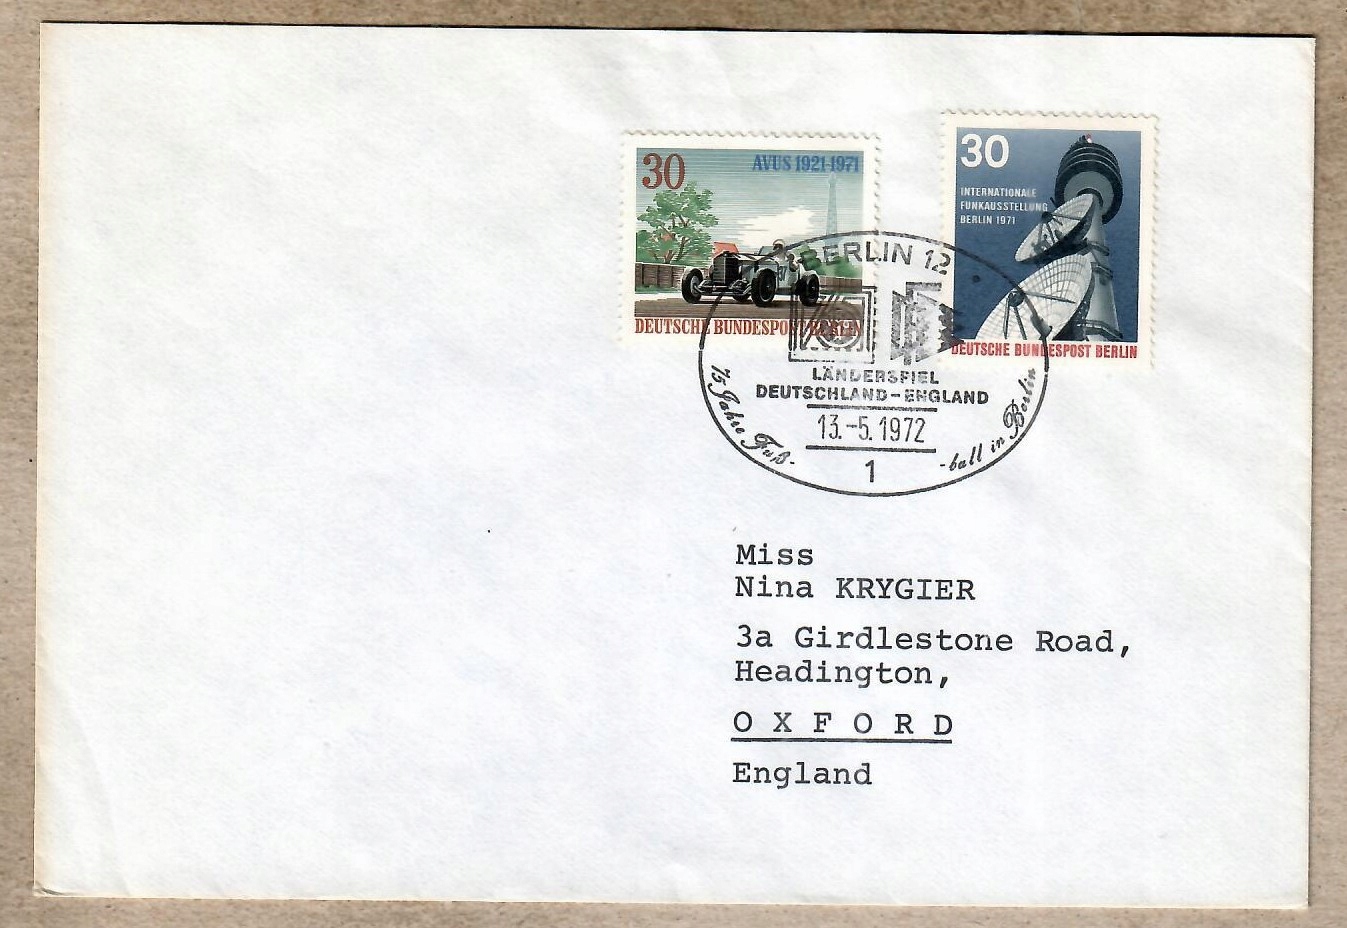 30
AVUS 1921-1971
DEUTSCHE BUNDESPOST BERLIN
30
INTERNATIONALE
FUNKAUSSTELLUNG
BERLIN 1971
DEUTSCHE BUNDESPOST BERLIN
BERLIN 12
LÄNDERSPIEL
DEUTSCHLAND-ENGLAND
13.-5.1972
75 Jahre Fuß-
-ball in Berlin
1
Miss
Nina KRYGIER
3a Girdlestone Road,
Headington,
O X F O R D
England